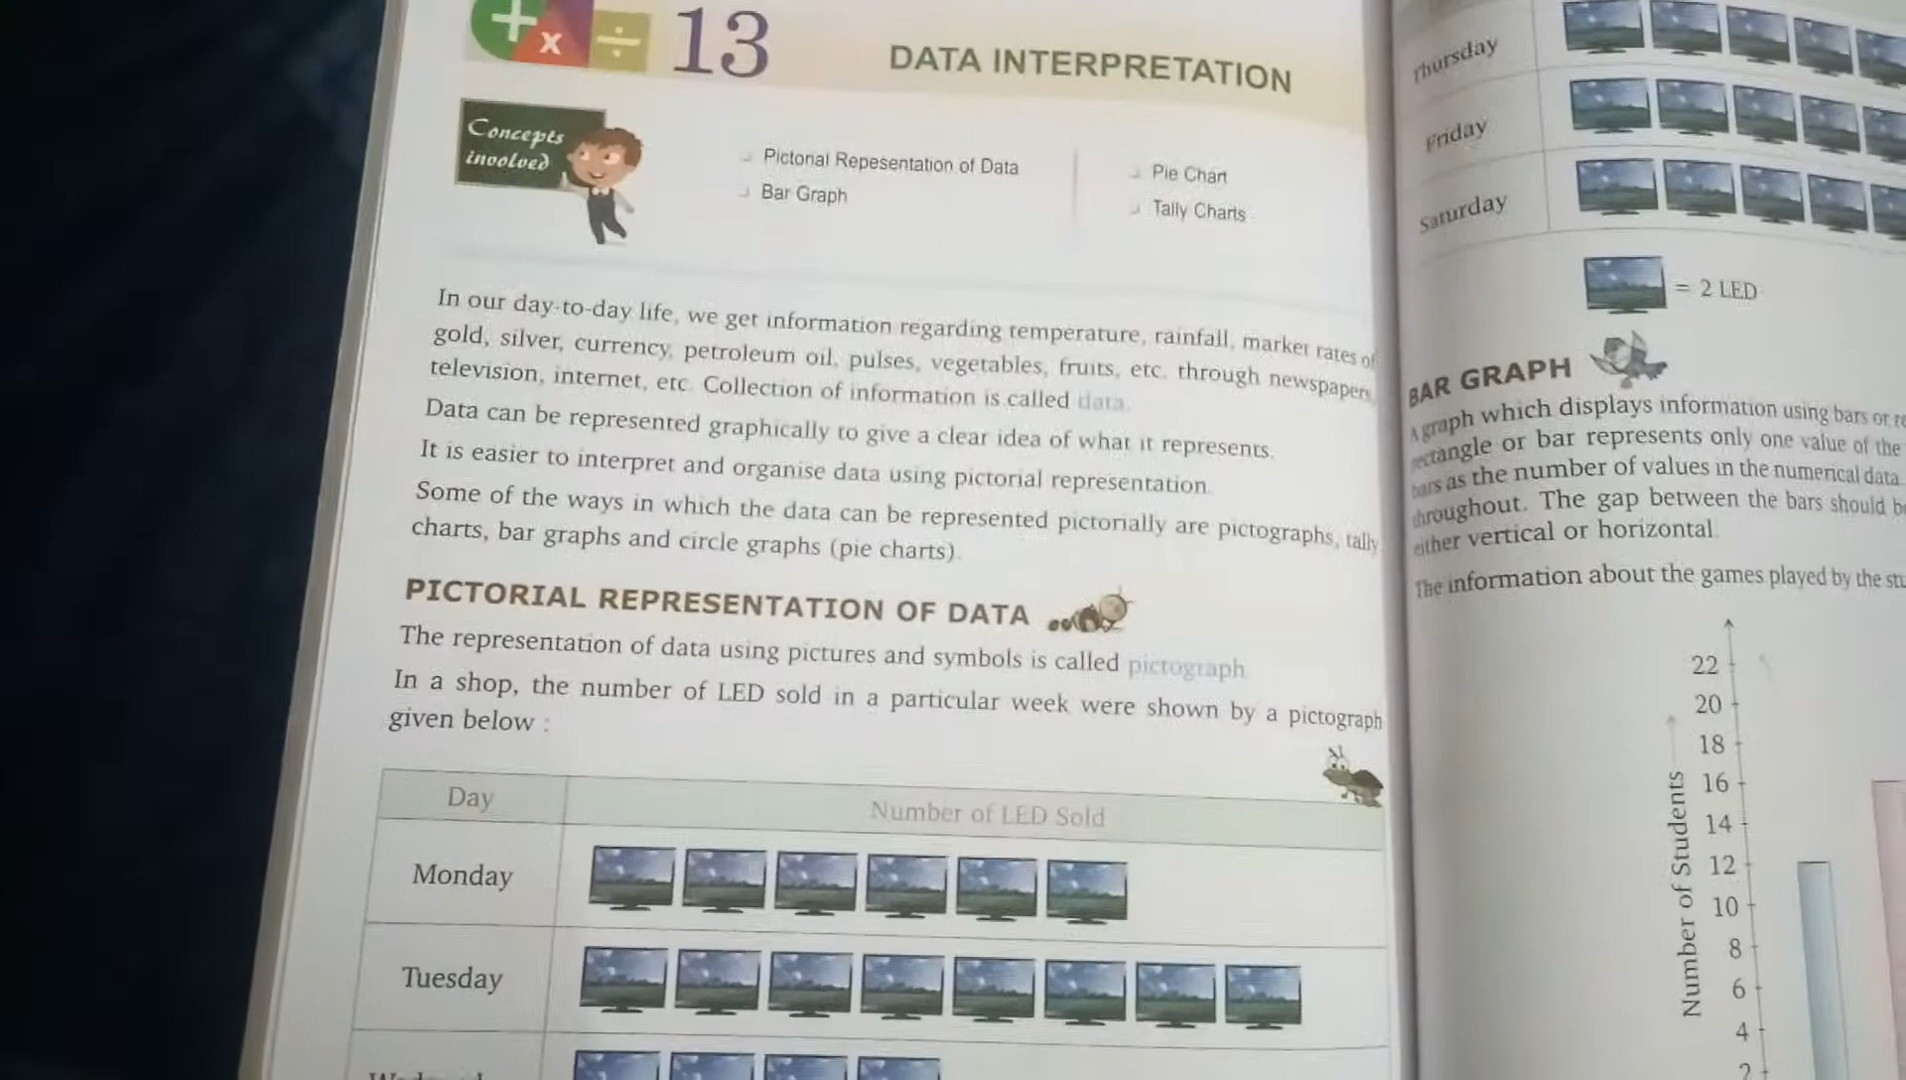 + x ÷ 13
DATA INTERPRETATION
Concepts
involved
Pictorial Repesentation of Data
Bar Graph
Pie Chart
Tally Charts
In our day-to-day life, we get information regarding temperature, rainfall, market rates of
gold, silver, currency, petroleum oil, pulses, vegetables, fruits, etc. through newspapers,
television, internet, etc. Collection of information is called data.
Data can be represented graphically to give a clear idea of what it represents.
It is easier to interpret and organise data using pictorial representation.
Some of the ways in which the data can be represented pictorially are pictographs, tally
charts, bar graphs and circle graphs (pie charts).
PICTORIAL REPRESENTATION OF DATA
The representation of data using pictures and symbols is called pictograph.
In a shop, the number of LED sold in a particular week were shown by a pictograph
given below :
Day
Number of LED Sold
Monday
Tuesday
Thursday
Friday
Saturday
= 2 LED
BAR GRAPH
A graph which displays information using bars or
rectangle or bar represents only one value of the
bars as the number of values in the numerical data.
throughout. The gap between the bars should
either vertical or horizontal.
The information about the games played by the
Number of Students
22
20
18
16
14
12
10
8
6
4
2